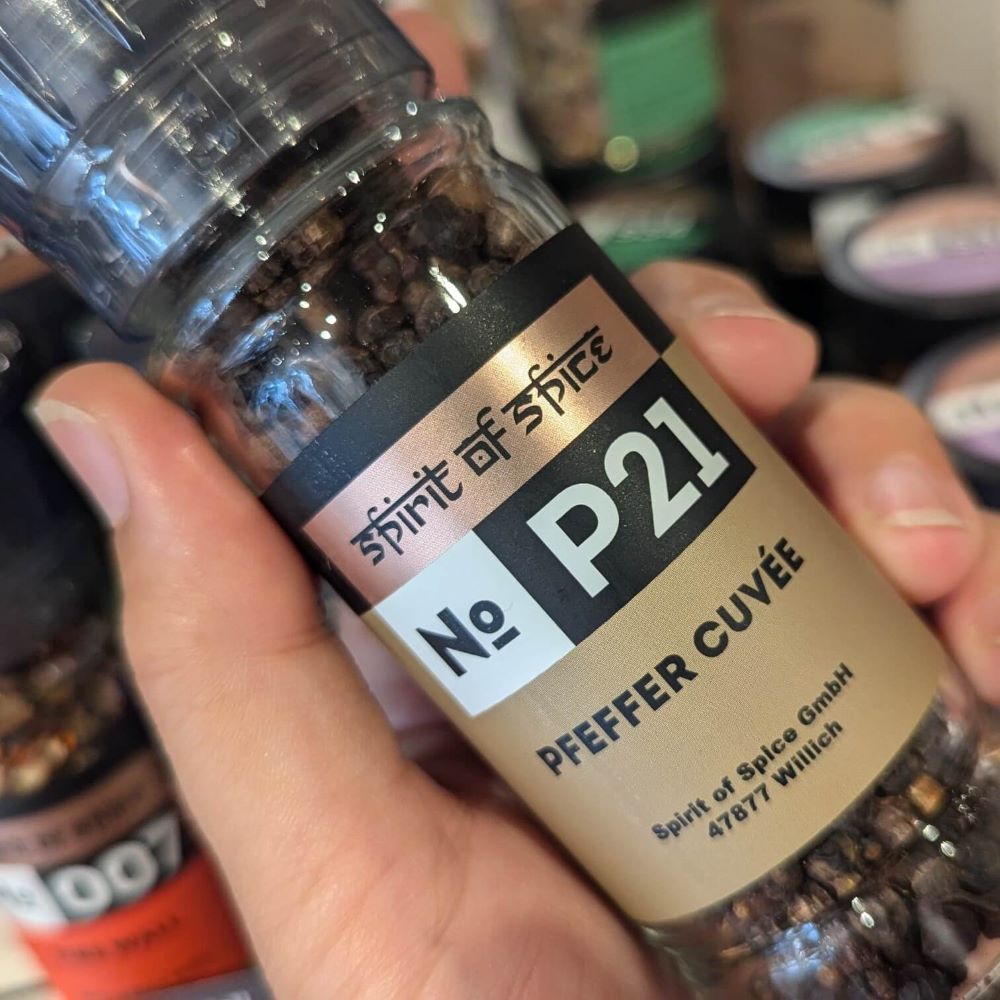 Spirit of Spice
No P21
PFEFFER CUVÉE
Spirit of Spice GmbH
47877 Willich
007